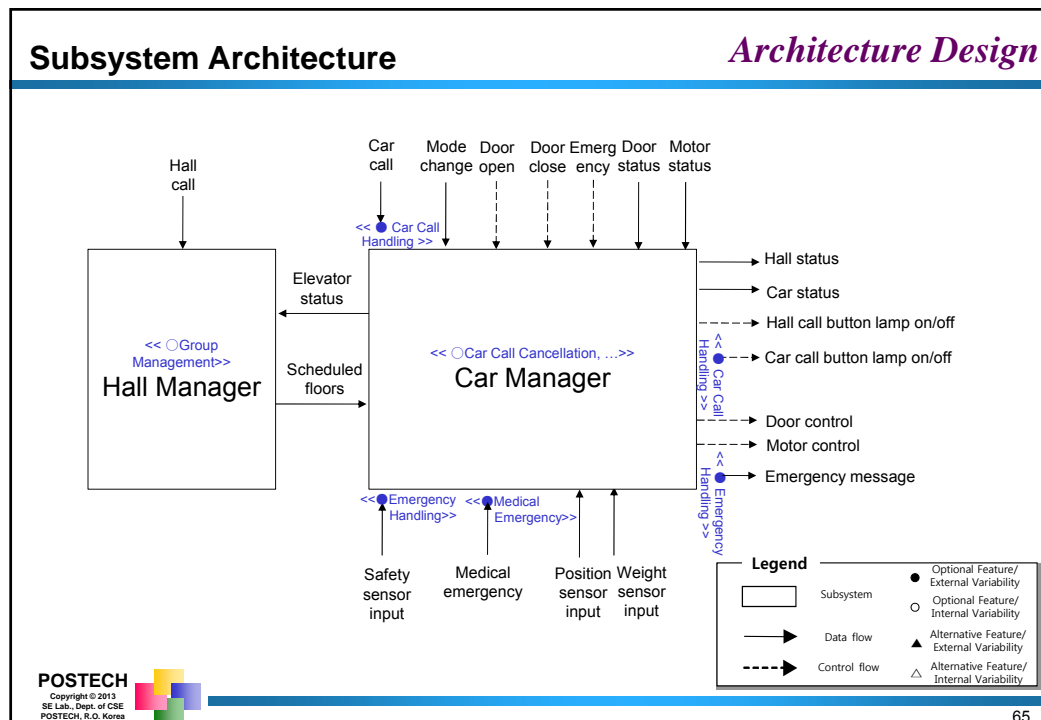 Subsystem Architecture
Architecture Design
Hall
call
Car
call
Mode
change
Door
open
Door
close
Emerg
ency
Door
status
Motor
status
<< ● Car Call
Handling >>
Elevator
status
Scheduled
floors
<< ○Group
Management>>
Hall Manager
<< ○Car Call Cancellation, …>>
Car Manager
Hall status
Car status
Hall call button lamp on/off
Car call button lamp on/off
<< ● Car Call
Handling >>
Door control
Motor control
Emergency message
<< ● Emergency
Handling >>
<<●Emergency
Handling>>
<<●Medical
Emergency>>
Safety
sensor
input
Medical
emergency
Position
sensor
input
Weight
sensor
input
Legend
Subsystem
Data flow
Control flow
● Optional Feature/
External Variability
○ Optional Feature/
Internal Variability
▲ Alternative Feature/
External Variability
△ Alternative Feature/
Internal Variability
POSTECH
Copyright © 2013
SE Lab., Dept. of CSE
POSTECH, R.O. Korea
65